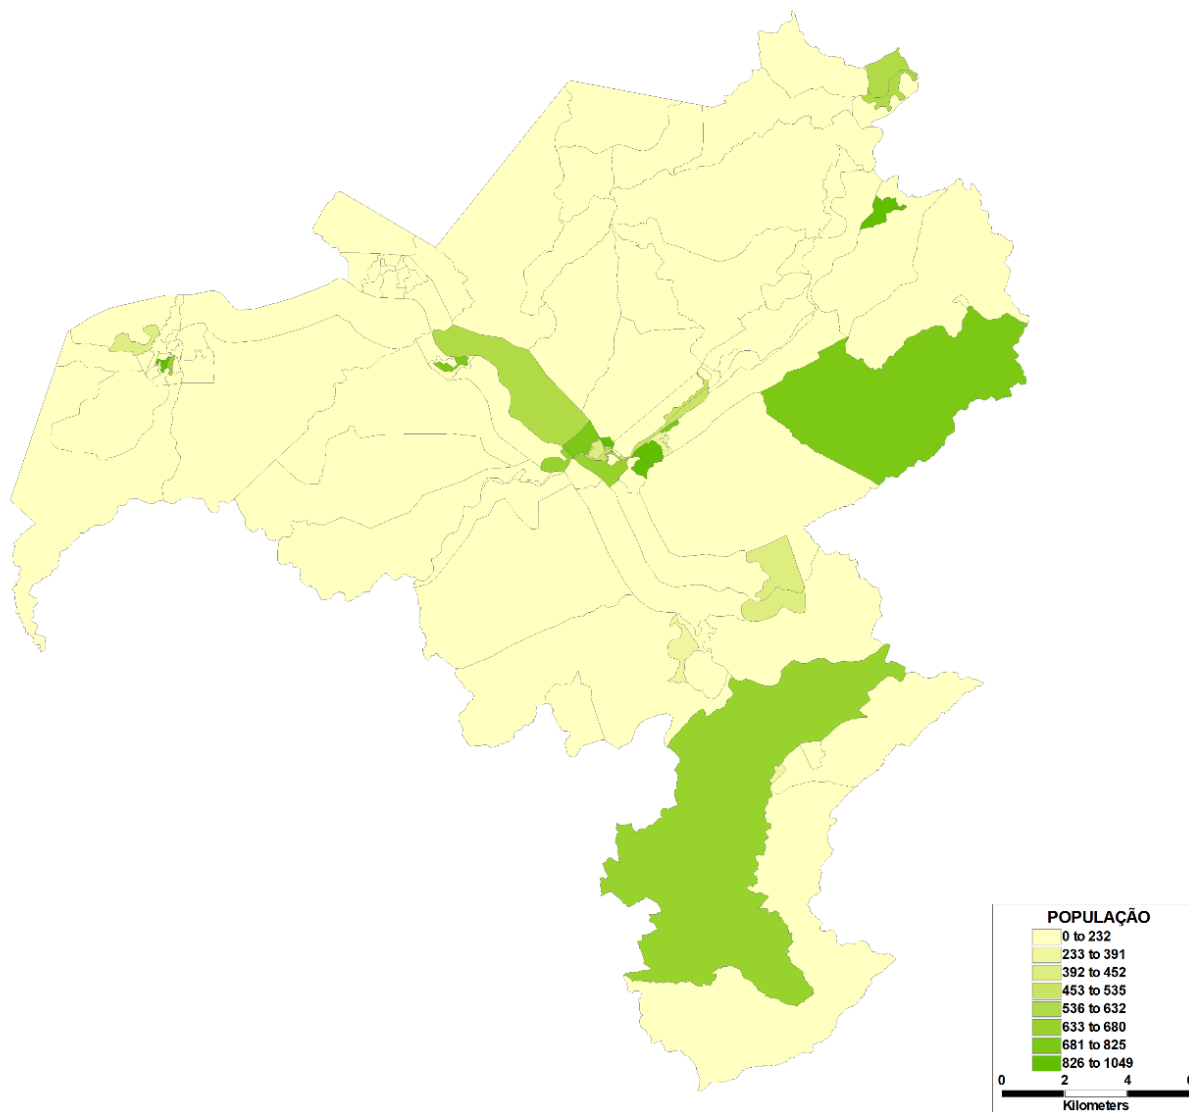 POPULAÇÃO
0 to 232
233 to 391
392 to 452
453 to 535
536 to 632
633 to 680
681 to 825
826 to 1049
0 2 4 6
Kilometers